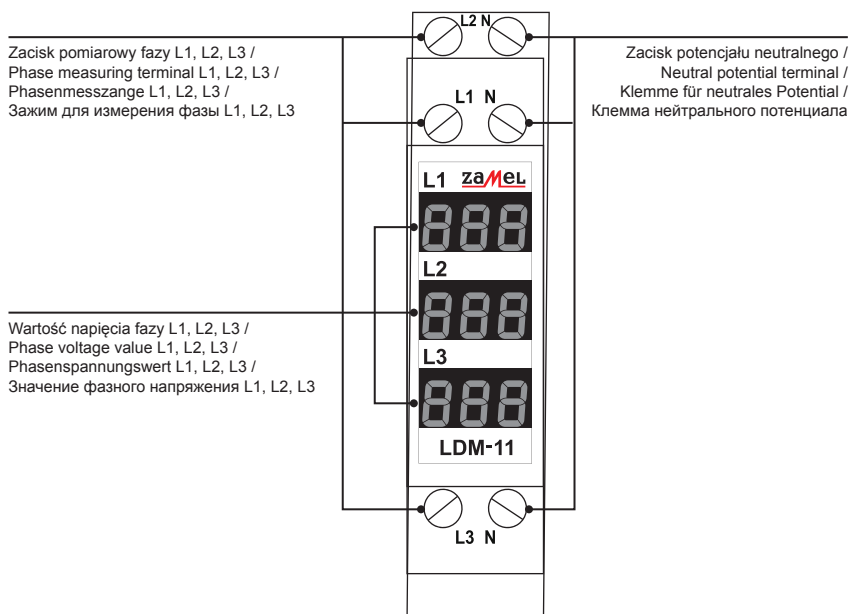 L2 N
Zacisk pomiarowy fazy L1, L2, L3 /
Phase measuring terminal L1, L2, L3 /
Phasenmesszange L1, L2, L3 /
Зажим для измерения фазы L1, L2, L3
Zacisk potencjału neutralnego /
Neutral potential terminal /
Klemme für neutrales Potential /
Клемма нейтрального потенциала
L1 N
L1 zamel
888
L2
888
L3
888
LDM-11
Wartość napięcia fazy L1, L2, L3 /
Phase voltage value L1, L2, L3 /
Phasenspannungswert L1, L2, L3 /
Значение фазного напряжения L1, L2, L3
L3 N